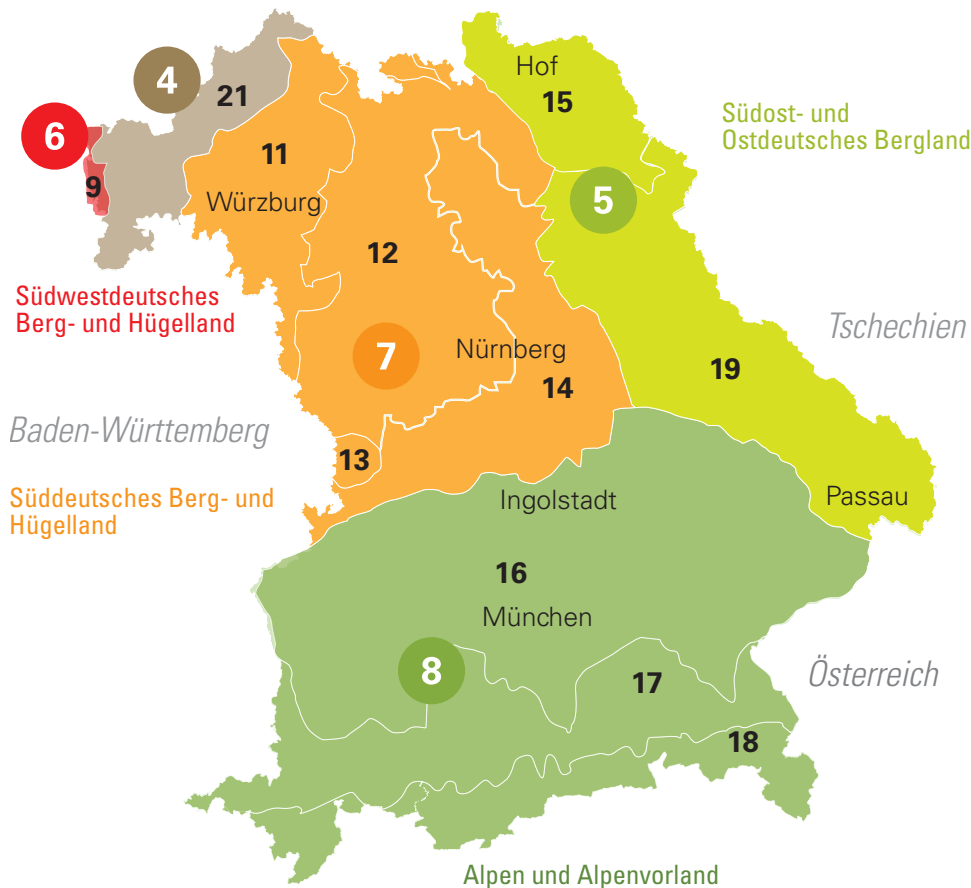 Hof
4
21
15
Südost- und
Ostdeutsches Bergland
6
11
9
5
Würzburg
12
Südwestdeutsches
Berg- und Hügelland
Tschechien
7
Nürnberg
19
14
Baden-Württemberg
13
Süddeutsches Berg- und
Hügelland
Ingolstadt
Passau
16
München
8
17
Österreich
18
Alpen und Alpenvorland